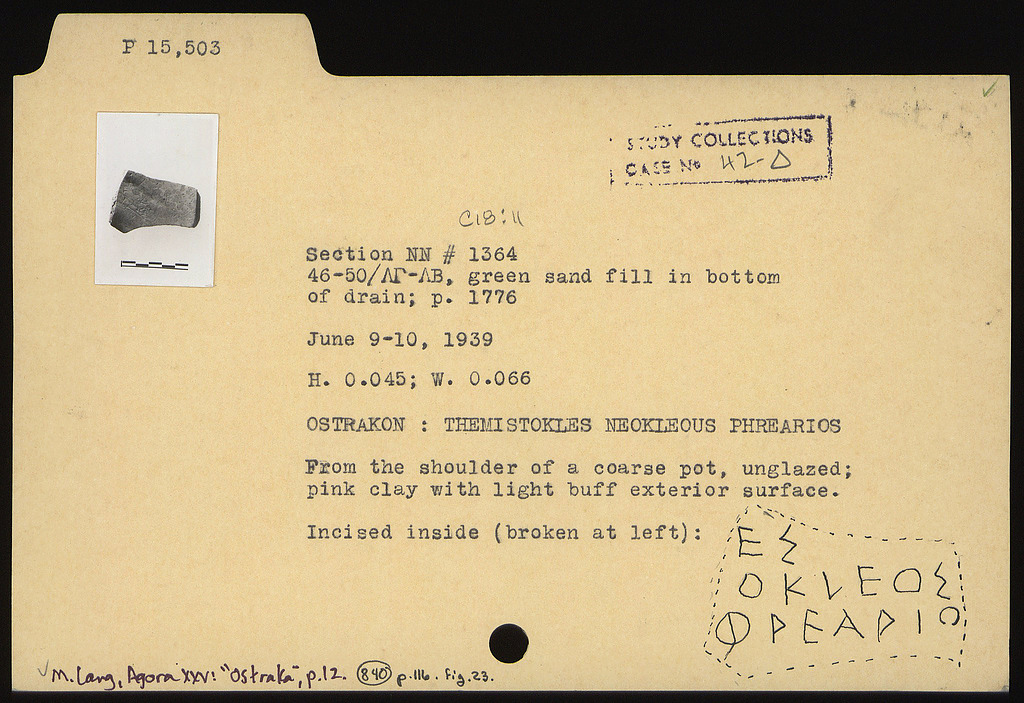 P 15,503
STUDY COLLECTIONS
CASE No 42-Δ
C18:11
Section NN # 1364
46-50/ΛΓ-ΛΒ, green sand fill in bottom
of drain; p. 1776
June 9-10, 1939
H. 0.045; W. 0.066
OSTRAKON : THEMISTOKLES NEOKLEOUS PHREARIOS
From the shoulder of a coarse pot, unglazed;
pink clay with light buff exterior surface.
Incised inside (broken at left):
ΕΣ
ΟΚLΕΟΣ
ΦΡΕΑΡΙΟ
M. Lang, Agora XXV: "Ostraka", p.12. 840 p.116. fig.23.